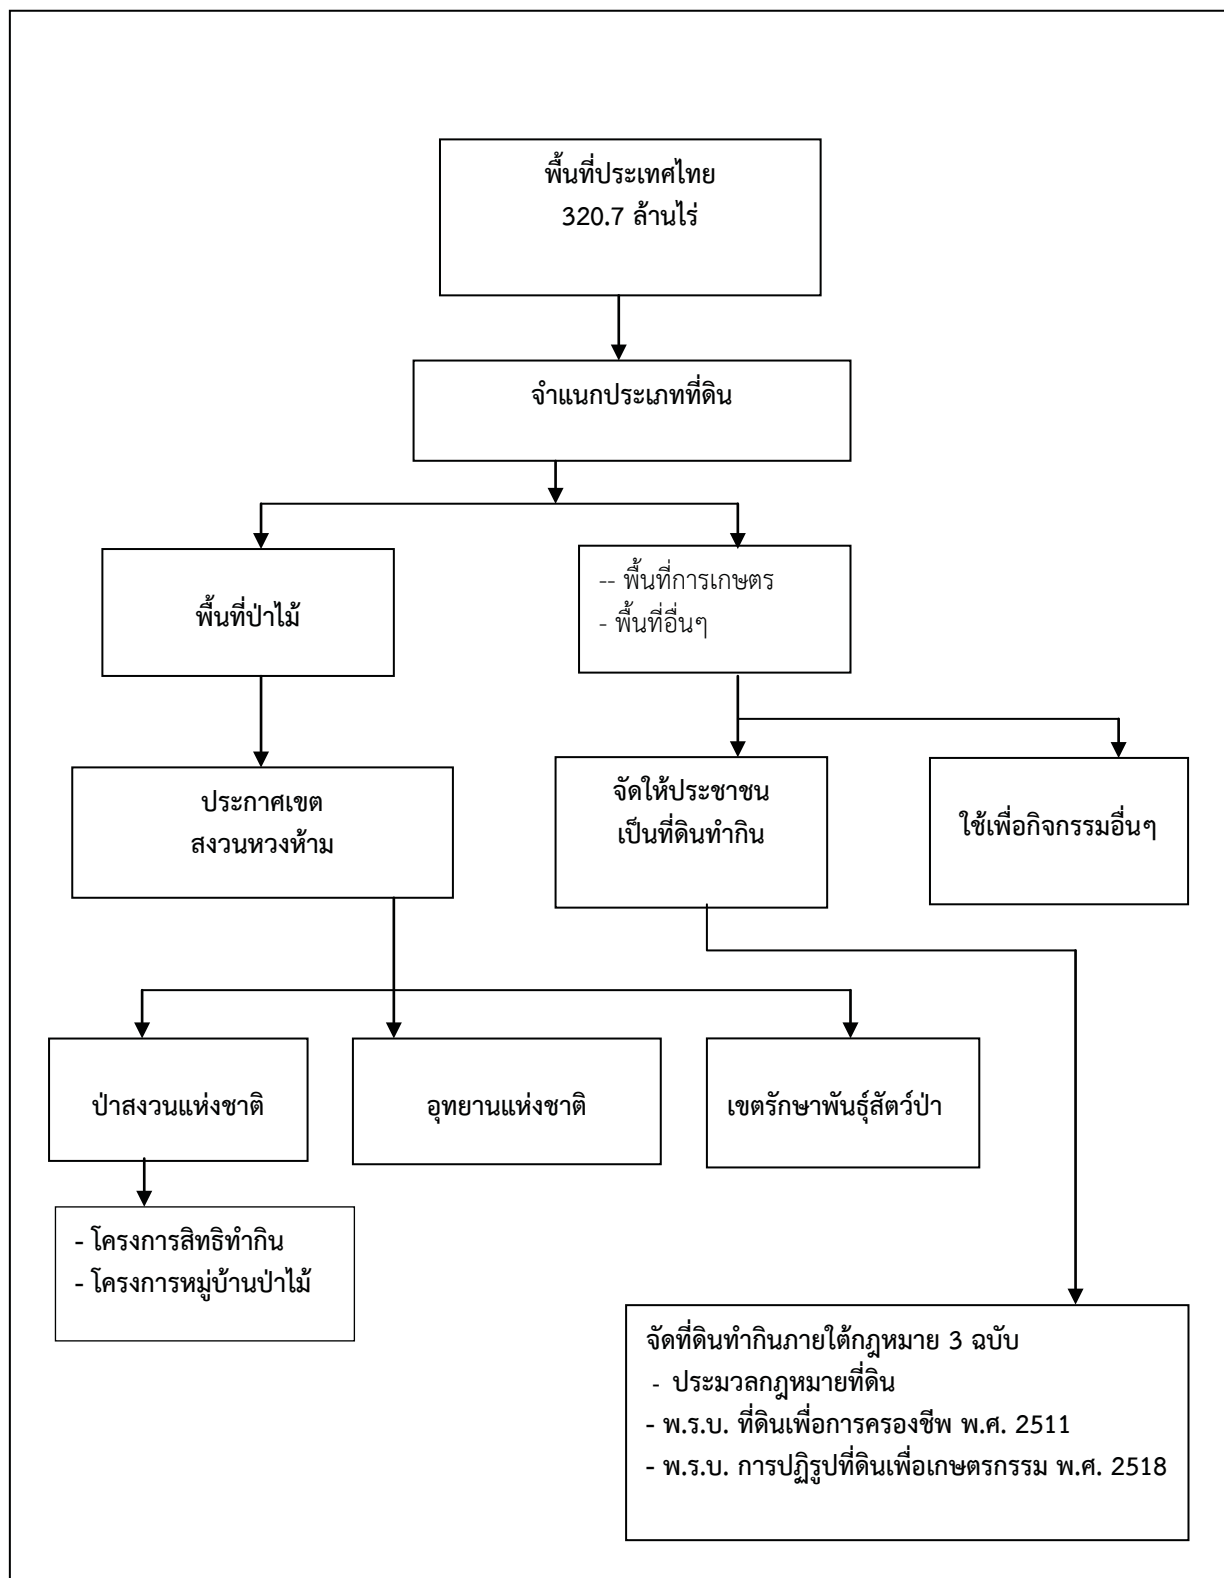 พื้นที่ประเทศไทย
320.7 ล้านไร่
จำแนกประเภทที่ดิน
พื้นที่ป่าไม้
-- พื้นที่การเกษตร
- พื้นที่อื่นๆ
ประกาศเขต
สงวนหวงห้าม
จัดให้ประชาชน
เป็นที่ดินทำกิน
ใช้เพื่อกิจกรรมอื่นๆ
ป่าสงวนแห่งชาติ
อุทยานแห่งชาติ
เขตรักษาพันธุ์สัตว์ป่า
- โครงการสิทธิทำกิน
- โครงการหมู่บ้านป่าไม้
จัดที่ดินทำกินภายใต้กฎหมาย 3 ฉบับ
- ประมวลกฎหมายที่ดิน
- พ.ร.บ. ที่ดินเพื่อการครองชีพ พ.ศ. 2511
- พ.ร.บ. การปฏิรูปที่ดินเพื่อเกษตรกรรม พ.ศ. 2518